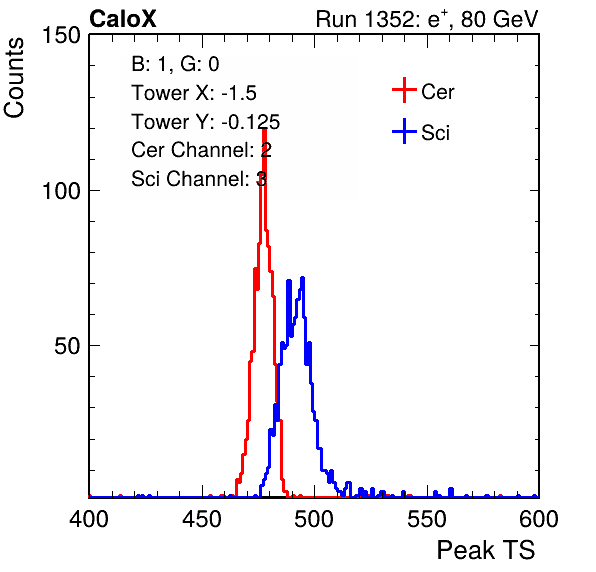 CaloX
Run 1352: e+, 80 GeV
Counts
150
100
50
B: 1, G: 0
Tower X: -1.5
Tower Y: -0.125
Cer Channel: 2
Sci Channel: 3
Cer
Sci
400 450 500 550 600
Peak TS